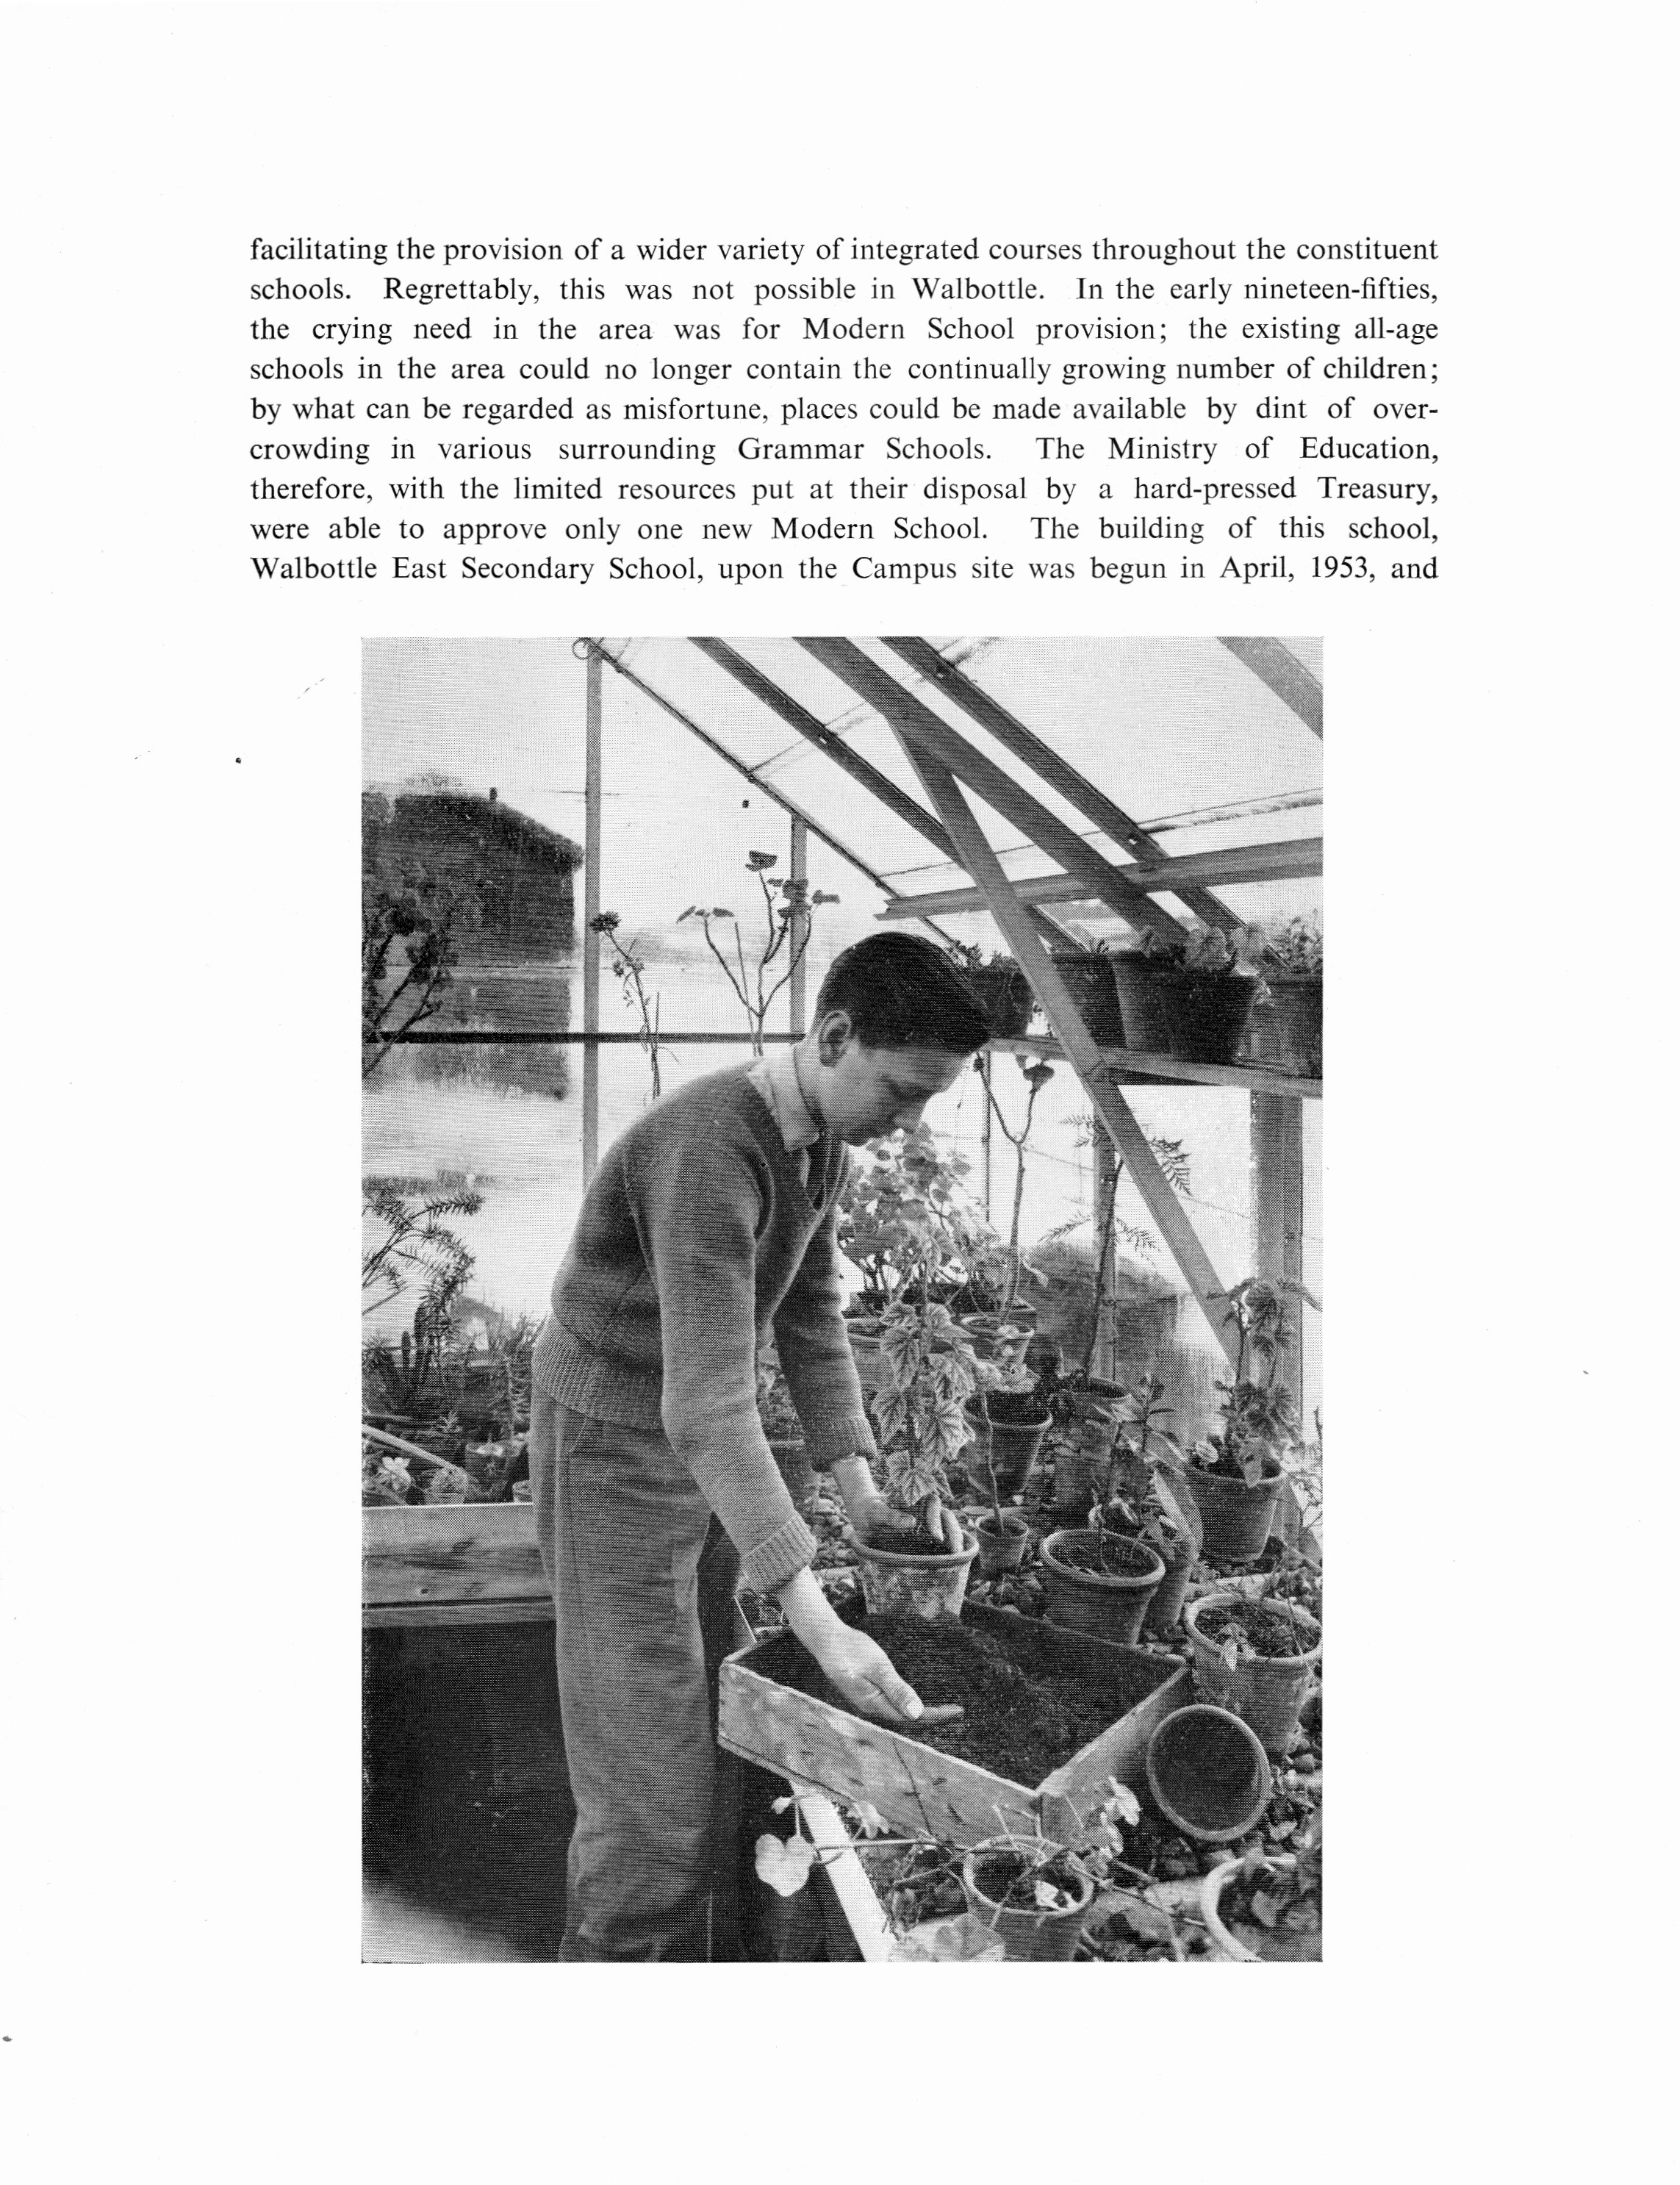 facilitating the provision of a wider variety of integrated courses throughout the constituent
schools. Regrettably, this was not possible in Walbottle. In the early nineteen-fifties,
the crying need in the area was for Modern School provision; the existing all-age
schools in the area could no longer contain the continually growing number of children;
by what can be regarded as misfortune, places could be made available by dint of over-
crowding in various surrounding Grammar Schools. The Ministry of Education,
therefore, with the limited resources put at their disposal by a hard-pressed Treasury,
were able to approve only one new Modern School. The building of this school,
Walbottle East Secondary School, upon the Campus site was begun in April, 1953, and